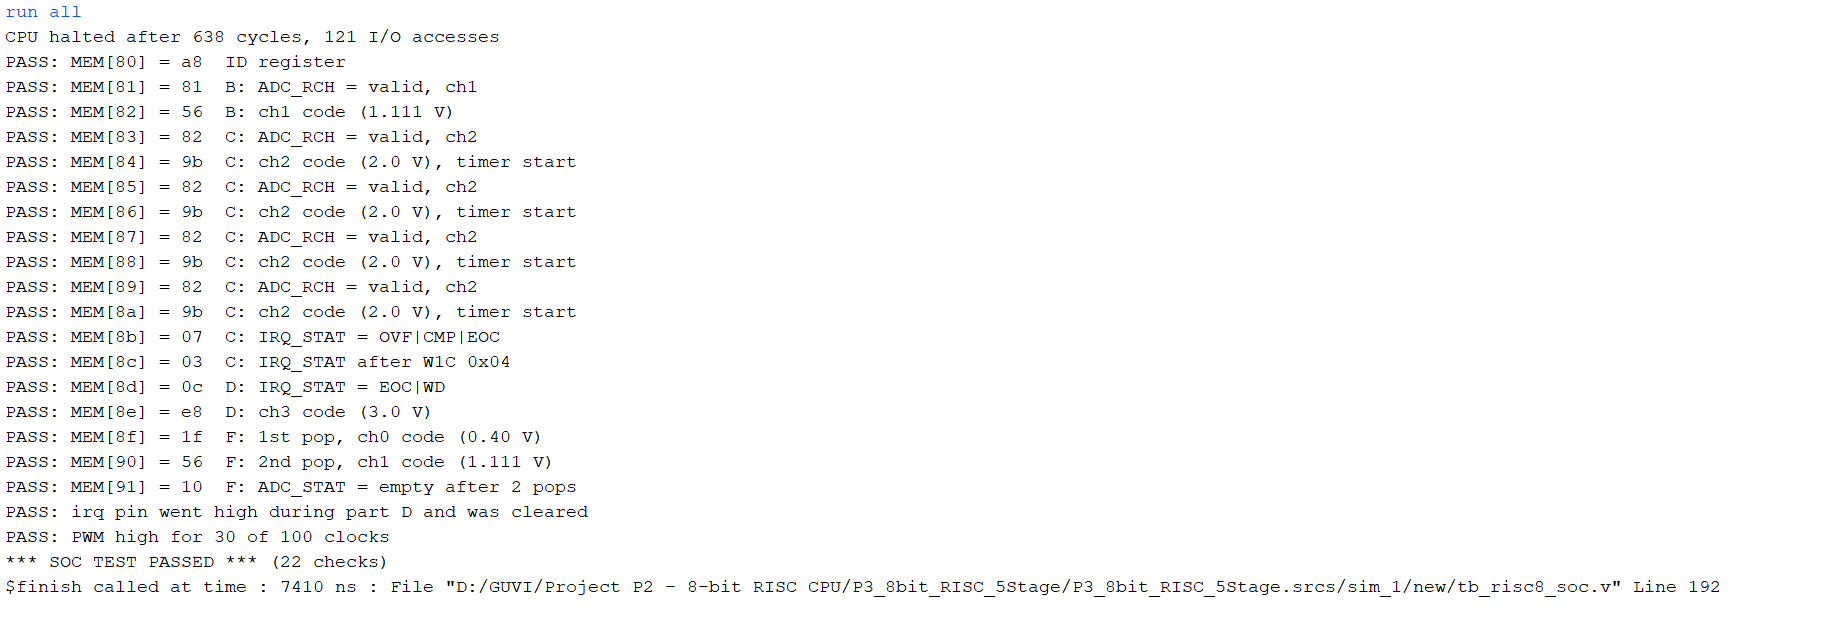 run all
CPU halted after 638 cycles, 121 I/O accesses
PASS: MEM[80] = a8  ID register
PASS: MEM[81] = 81  B: ADC_RCH = valid, ch1
PASS: MEM[82] = 56  B: ch1 code (1.111 V)
PASS: MEM[83] = 82  C: ADC_RCH = valid, ch2
PASS: MEM[84] = 9b  C: ch2 code (2.0 V), timer start
PASS: MEM[85] = 82  C: ADC_RCH = valid, ch2
PASS: MEM[86] = 9b  C: ch2 code (2.0 V), timer start
PASS: MEM[87] = 82  C: ADC_RCH = valid, ch2
PASS: MEM[88] = 9b  C: ch2 code (2.0 V), timer start
PASS: MEM[89] = 82  C: ADC_RCH = valid, ch2
PASS: MEM[8a] = 9b  C: ch2 code (2.0 V), timer start
PASS: MEM[8b] = 07  C: IRQ_STAT = OVF|CMP|EOC
PASS: MEM[8c] = 03  C: IRQ_STAT after W1C 0x04
PASS: MEM[8d] = 0c  D: IRQ_STAT = EOC|WD
PASS: MEM[8e] = e8  D: ch3 code (3.0 V)
PASS: MEM[8f] = 1f  F: 1st pop, ch0 code (0.40 V)
PASS: MEM[90] = 56  F: 2nd pop, ch1 code (1.111 V)
PASS: MEM[91] = 10  F: ADC_STAT = empty after 2 pops
PASS: irq pin went high during part D and was cleared
PASS: PWM high for 30 of 100 clocks
*** SOC TEST PASSED *** (22 checks)
$finish called at time : 7410 ns : File "D:/GUVI/Project P2 - 8-bit RISC CPU/P3_8bit_RISC_5Stage/P3_8bit_RISC_5Stage.srcs/sim_1/new/tb_risc8_soc.v" Line 192